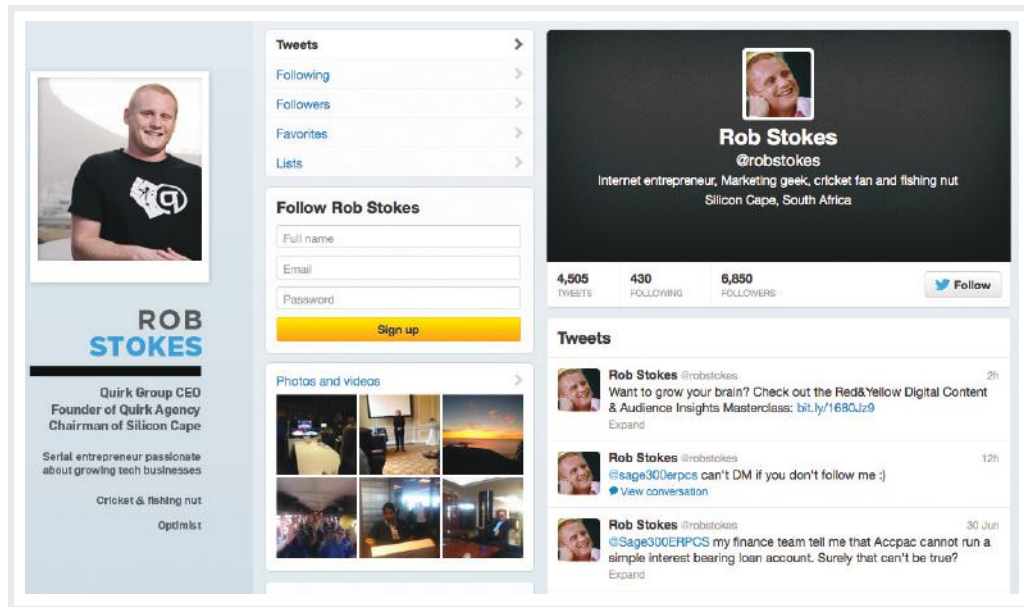 ROB
STOKES
Quirk Group CEO
Founder of Quirk Agency
Chairman of Silicon Cape
Serial entrepreneur passionate
about growing tech businesses
Cricket & fishing nut
Optimist
Tweets
Following
Followers
Favorites
Lists
Follow Rob Stokes
Full name
Email
Password
Sign up
Photos and videos
Rob Stokes
@robstokes
Internet entrepreneur, Marketing geek, cricket fan and fishing nut
Silicon Cape, South Africa
4,505 430 6,850
TWEETS FOLLOWING FOLLOWERS
Follow
Tweets
Rob Stokes @robstokes 2h
Want to grow your brain? Check out the Red&Yellow Digital Content
& Audience Insights Masterclass: bit.ly/1680Jz9
Expand
Rob Stokes @robstokes 12h
@sage300erpcs can't DM if you don't follow me :)
View conversation
Rob Stokes @robstokes 30 Jun
@Sage300ERPCS my finance team tell me that Accpac cannot run a
simple interest bearing loan account. Surely that can't be true?
Expand